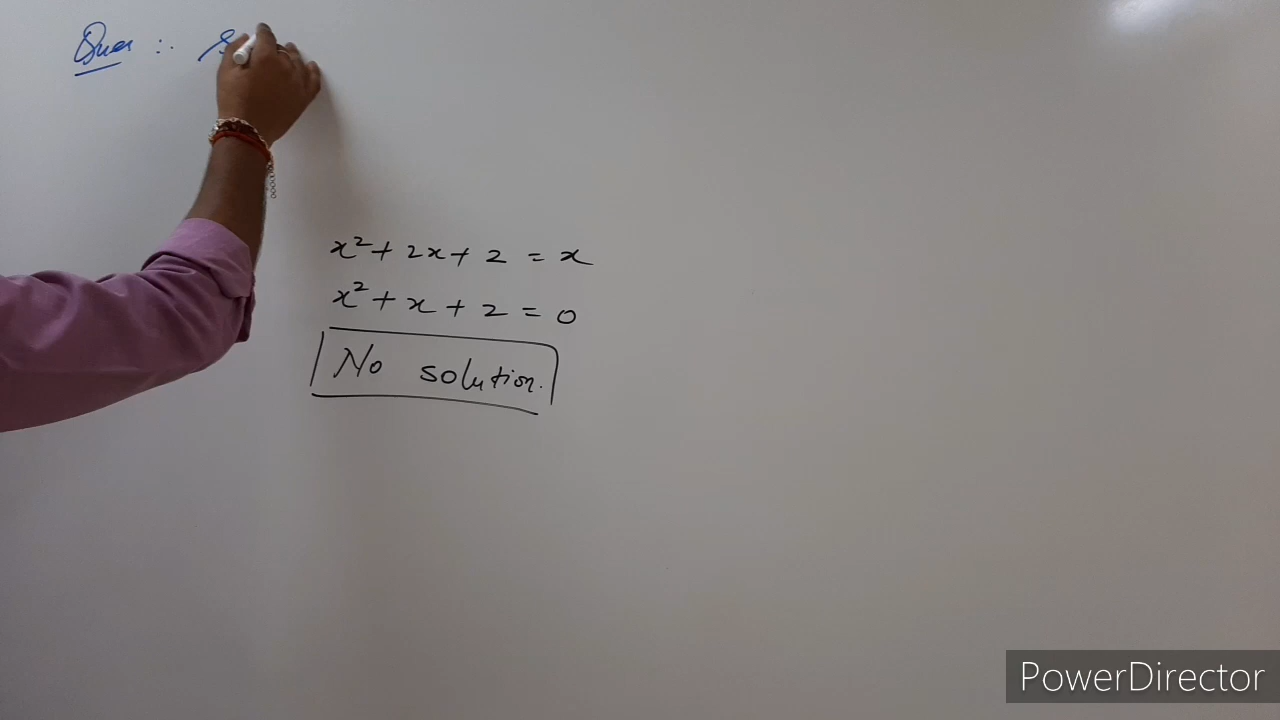 Ques :.
x² + 2x + 2 = x
x² + x + 2 = 0
No solution.
PowerDirector